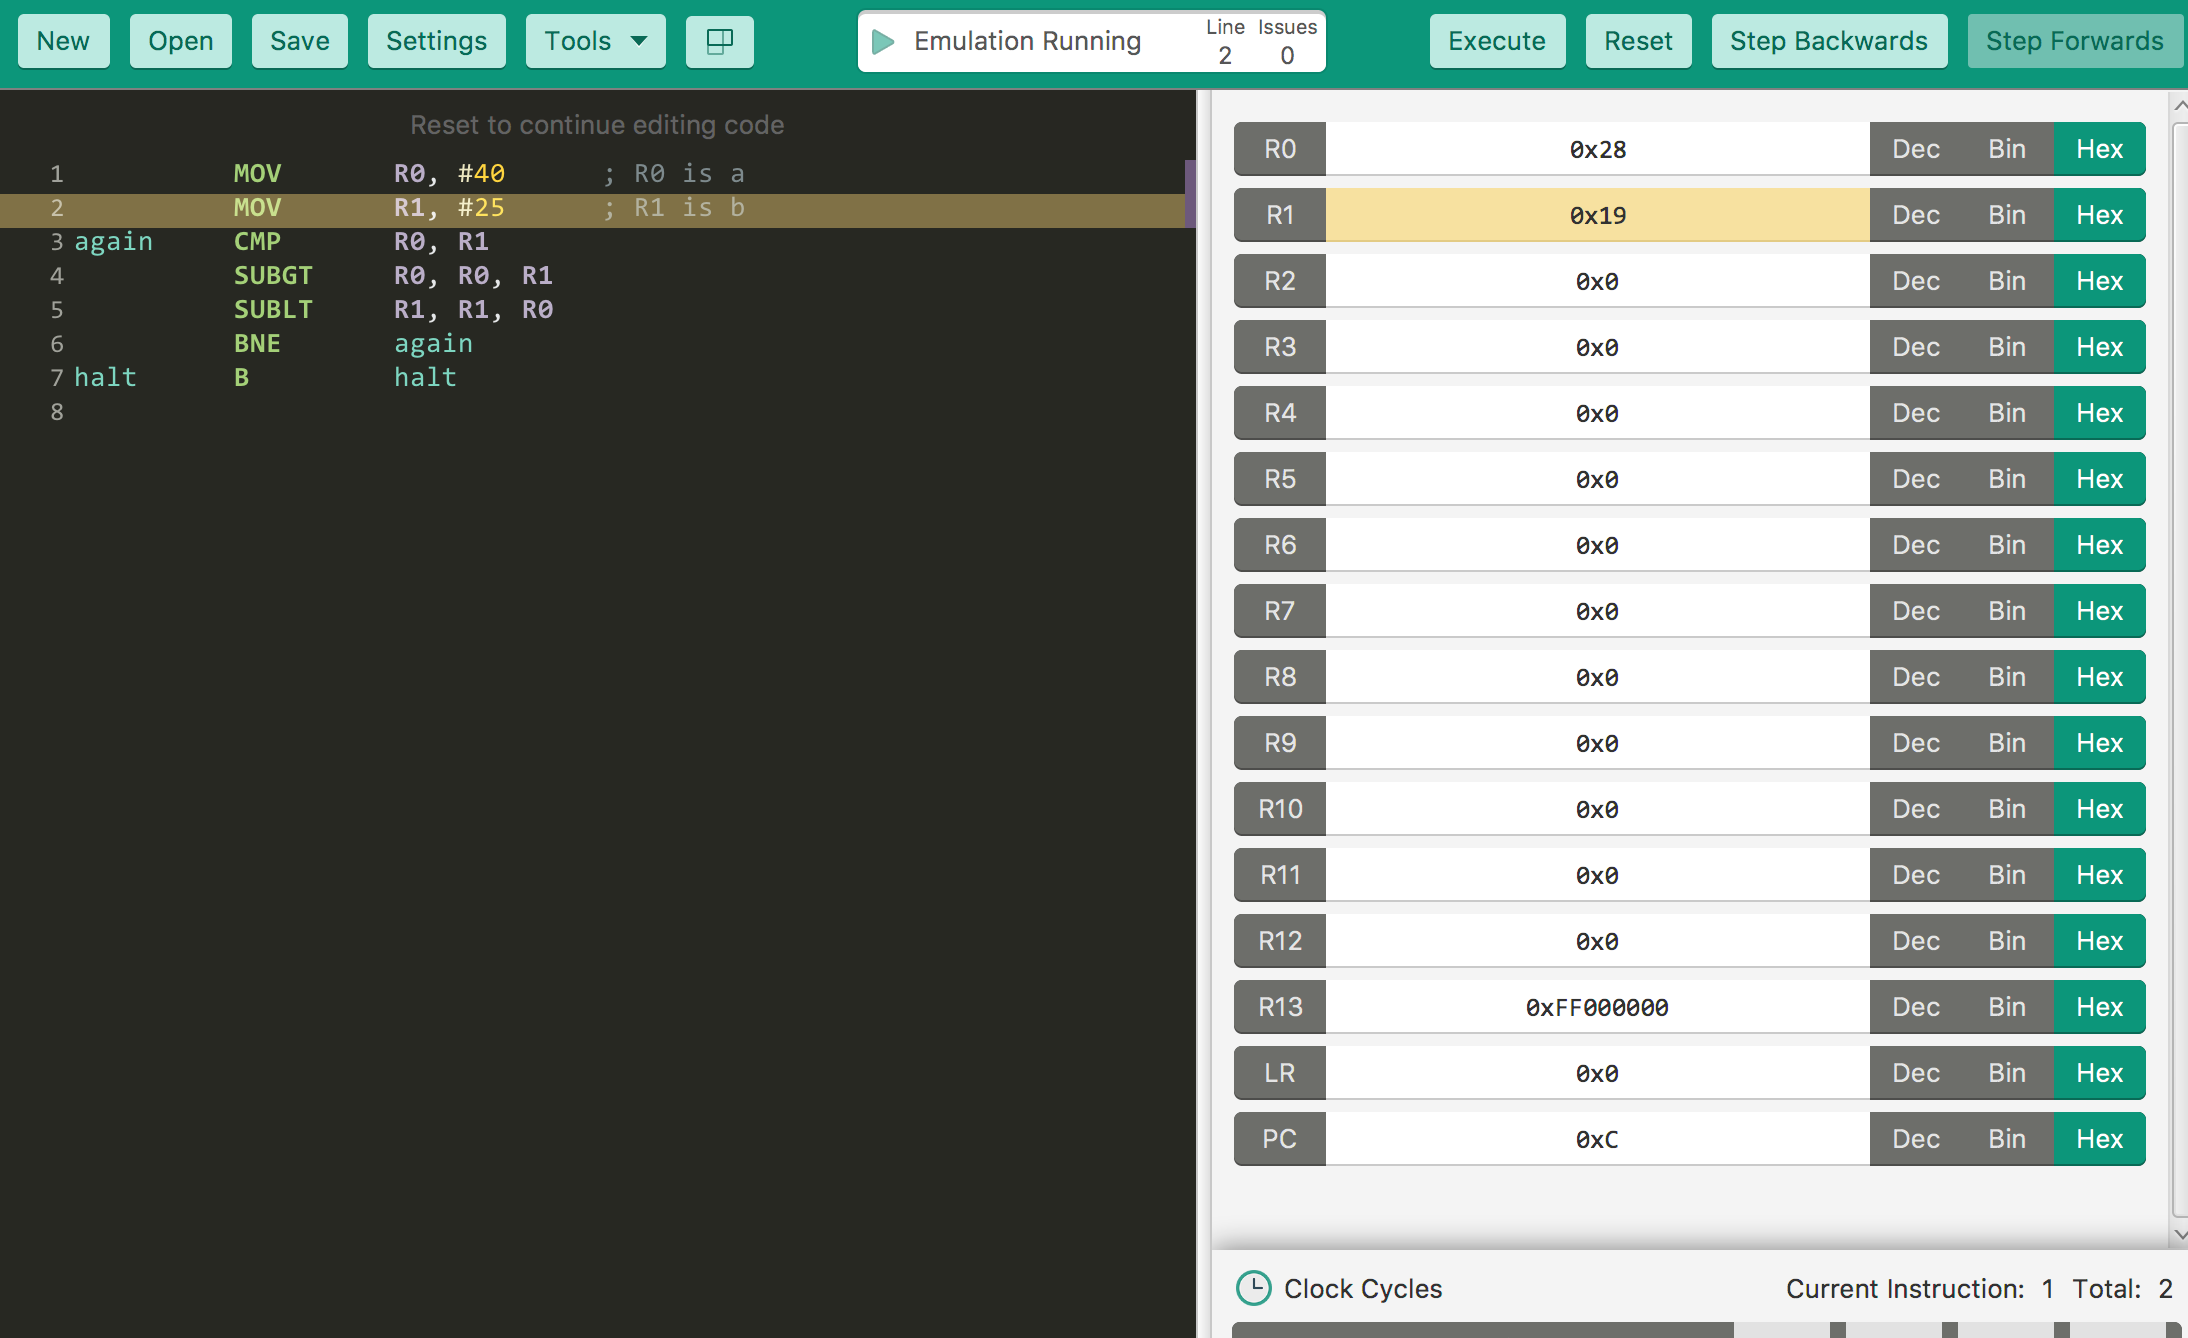 New Open Save Settings Tools Emulation Running Line 2 Issues 0 Execute Reset Step Backwards Step Forwards
Reset to continue editing code
1 MOV R0, #40 ; R0 is a
2 MOV R1, #25 ; R1 is b
3 again CMP R0, R1
4 SUBGT R0, R0, R1
5 SUBLT R1, R1, R0
6 BNE again
7 halt B halt
8
R0 0x28 Dec Bin Hex
R1 0x19 Dec Bin Hex
R2 0x0 Dec Bin Hex
R3 0x0 Dec Bin Hex
R4 0x0 Dec Bin Hex
R5 0x0 Dec Bin Hex
R6 0x0 Dec Bin Hex
R7 0x0 Dec Bin Hex
R8 0x0 Dec Bin Hex
R9 0x0 Dec Bin Hex
R10 0x0 Dec Bin Hex
R11 0x0 Dec Bin Hex
R12 0x0 Dec Bin Hex
R13 0xFF000000 Dec Bin Hex
LR 0x0 Dec Bin Hex
PC 0xC Dec Bin Hex
Clock Cycles Current Instruction: 1 Total: 2